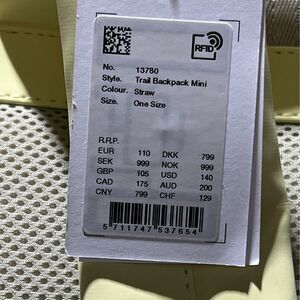 RFID
No. 13780
Style. Trail Backpack Mini
Colour. Straw
Size. One Size
R.R.P.
EUR 110 DKK 799
SEK 999 NOK 999
GBP 105 USD 140
CAD 175 AUD 200
CNY 799 CHF 129
5 711747 537654